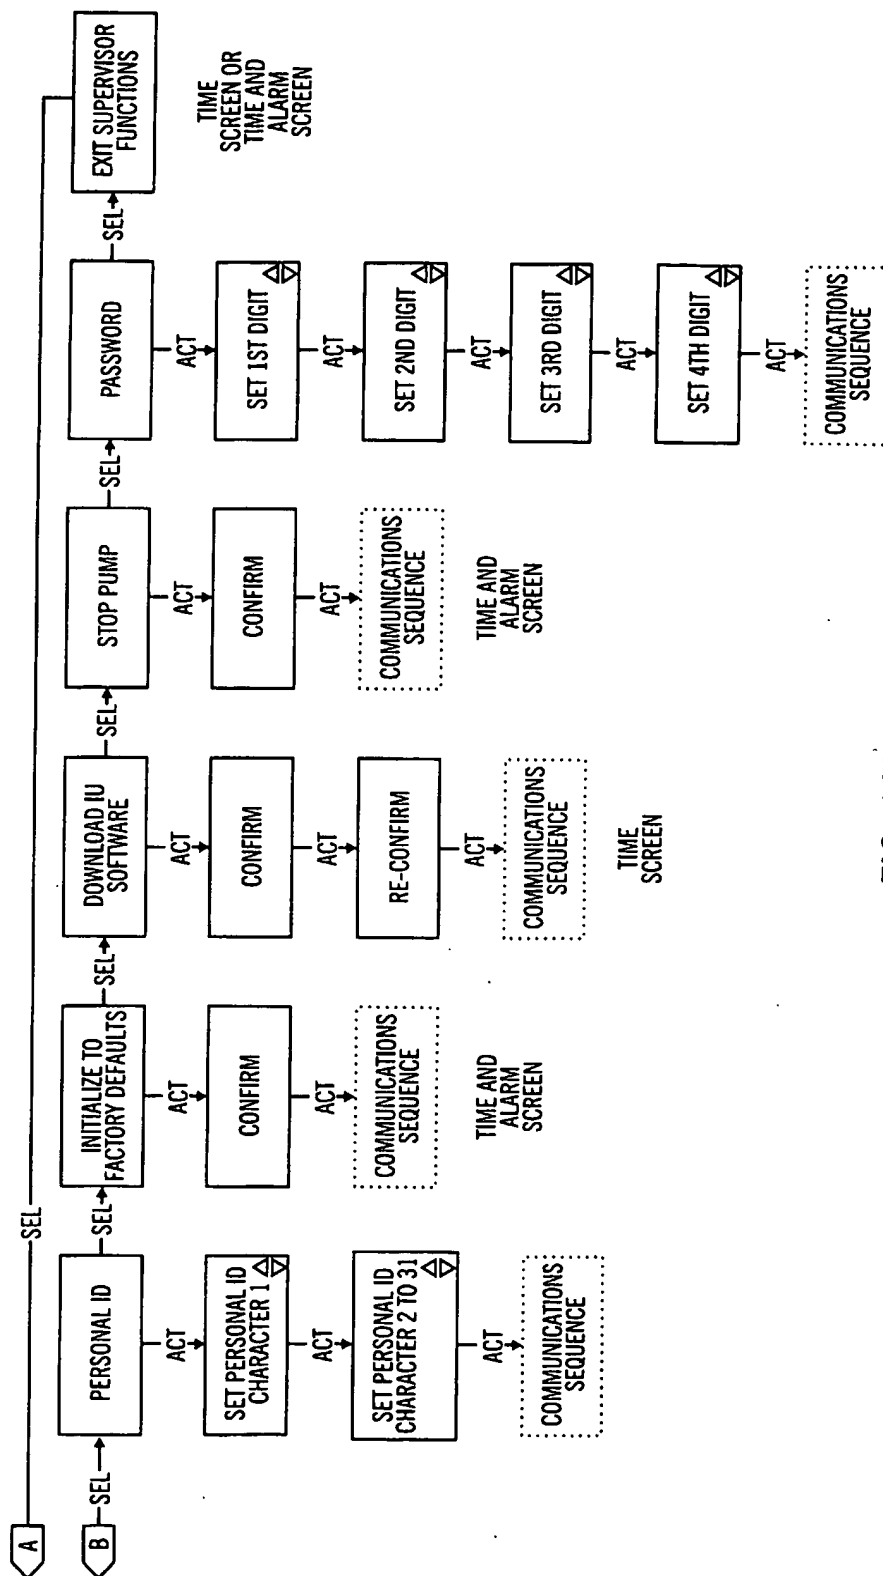 A
SEL
B
SEL
PERSONAL ID
SEL
INITIALIZE TO
FACTORY DEFAULTS
SEL
DOWNLOAD IU
SOFTWARE
SEL
STOP PUMP
SEL
PASSWORD
SEL
EXIT SUPERVISOR
FUNCTIONS
ACT
SET PERSONAL ID
CHARACTER 1
ACT
SET PERSONAL ID
CHARACTER 2 TO 31
ACT
COMMUNICATIONS
SEQUENCE
ACT
CONFIRM
ACT
COMMUNICATIONS
SEQUENCE
TIME AND
ALARM
SCREEN
ACT
CONFIRM
ACT
RE-CONFIRM
ACT
COMMUNICATIONS
SEQUENCE
TIME
SCREEN
ACT
CONFIRM
ACT
COMMUNICATIONS
SEQUENCE
TIME AND
ALARM
SCREEN
ACT
SET 1ST DIGIT
ACT
SET 2ND DIGIT
ACT
SET 3RD DIGIT
ACT
SET 4TH DIGIT
ACT
COMMUNICATIONS
SEQUENCE
TIME
SCREEN OR
TIME AND
ALARM
SCREEN